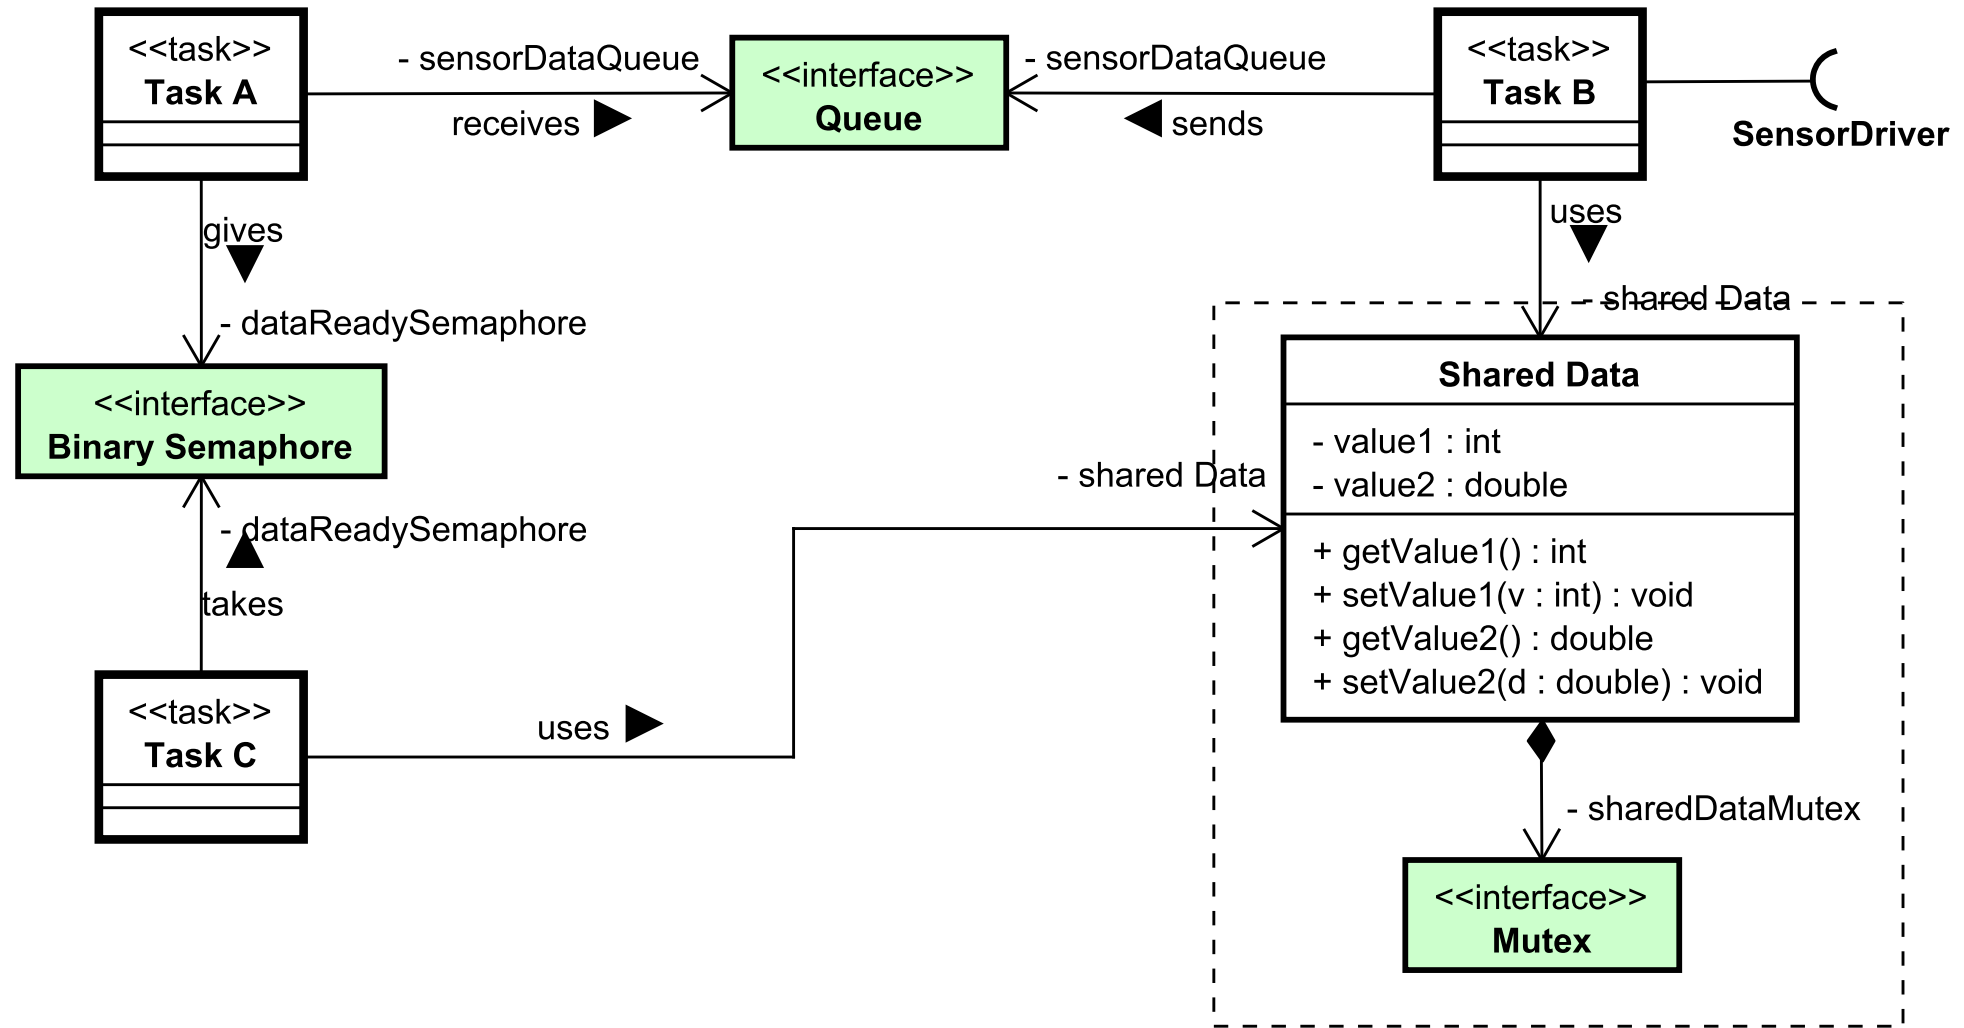 <<task>>
Task A
- sensorDataQueue
receives
<<interface>>
Queue
- sensorDataQueue
sends
<<task>>
Task B
SensorDriver
gives
- dataReadySemaphore
<<interface>>
Binary Semaphore
- dataReadySemaphore
takes
<<task>>
Task C
uses
- shared Data
uses
- shared Data
Shared Data
- value1 : int
- value2 : double
+ getValue1() : int
+ setValue1(v : int) : void
+ getValue2() : double
+ setValue2(d : double) : void
- sharedDataMutex
<<interface>>
Mutex